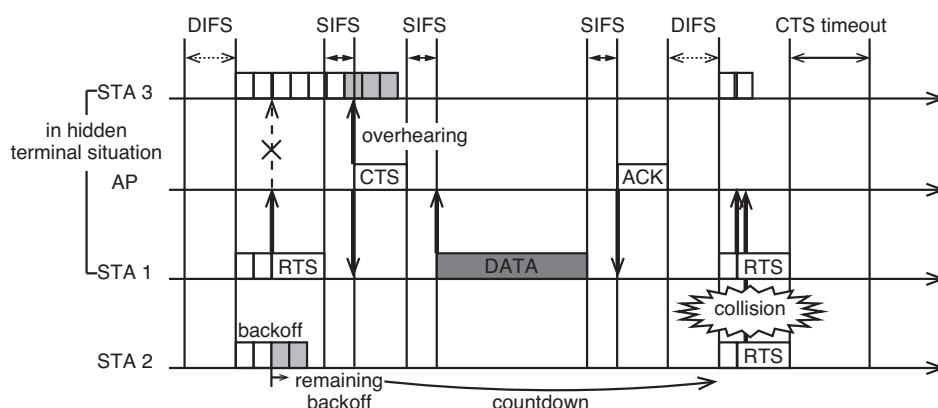 DIFS SIFS SIFS SIFS DIFS CTS timeout
STA 3
in hidden
terminal situation
overhearing
AP
CTS
ACK
STA 1
RTS
DATA
RTS
collision
backoff
STA 2
RTS
remaining
backoff
countdown